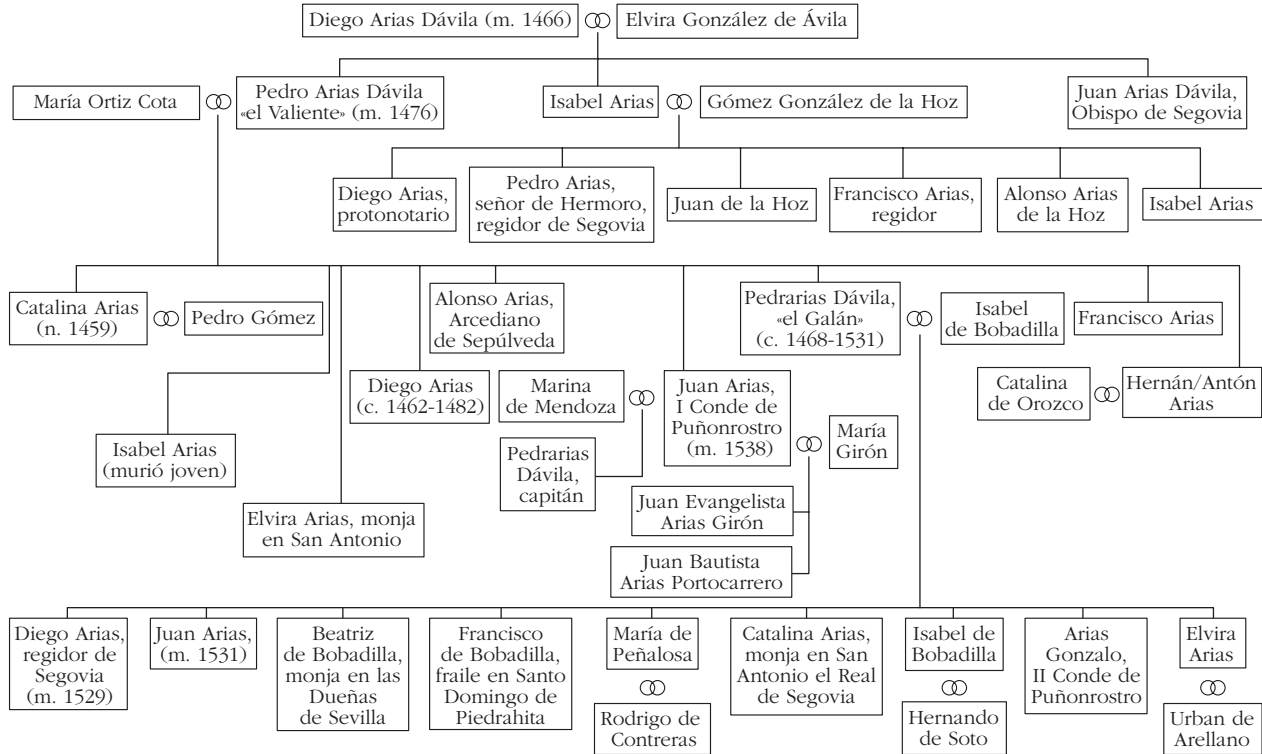 Diego Arias Dávila (m. 1466)
Elvira González de Ávila
María Ortiz Cota
Pedro Arias Dávila
«el Valiente» (m. 1476)
Isabel Arias
Gómez González de la Hoz
Juan Arias Dávila,
Obispo de Segovia
Diego Arias,
protonotario
Pedro Arias,
señor de Hermoro,
regidor de Segovia
Juan de la Hoz
Francisco Arias,
regidor
Alonso Arias
de la Hoz
Isabel Arias
Catalina Arias
(n. 1459)
Pedro Gómez
Alonso Arias,
Arcediano
de Sepúlveda
Pedrarias Dávila,
«el Galán»
(c. 1468-1531)
Isabel
de Bobadilla
Francisco Arias
Diego Arias
(c. 1462-1482)
Marina
de Mendoza
Juan Arias,
I Conde de
Puñonrostro
(m. 1538)
Catalina
de Orozco
Hernán/Antón
Arias
Isabel Arias
(murió joven)
Pedrarias
Dávila,
capitán
María
Girón
Elvira Arias, monja
en San Antonio
Juan Evangelista
Arias Girón
Juan Bautista
Arias Portocarrero
Diego Arias,
regidor de
Segovia
(m. 1529)
Juan Arias,
(m. 1531)
Beatriz
de Bobadilla,
monja en las
Dueñas
de Sevilla
Francisco
de Bobadilla,
fraile en Santo
Domingo de
Piedrahita
María de
Peñalosa
Rodrigo de
Contreras
Catalina Arias,
monja en San
Antonio el Real
de Segovia
Isabel de
Bobadilla
Hernando
de Soto
Arias
Gonzalo,
II Conde de
Puñonrostro
Elvira
Arias
Urban de
Arellano